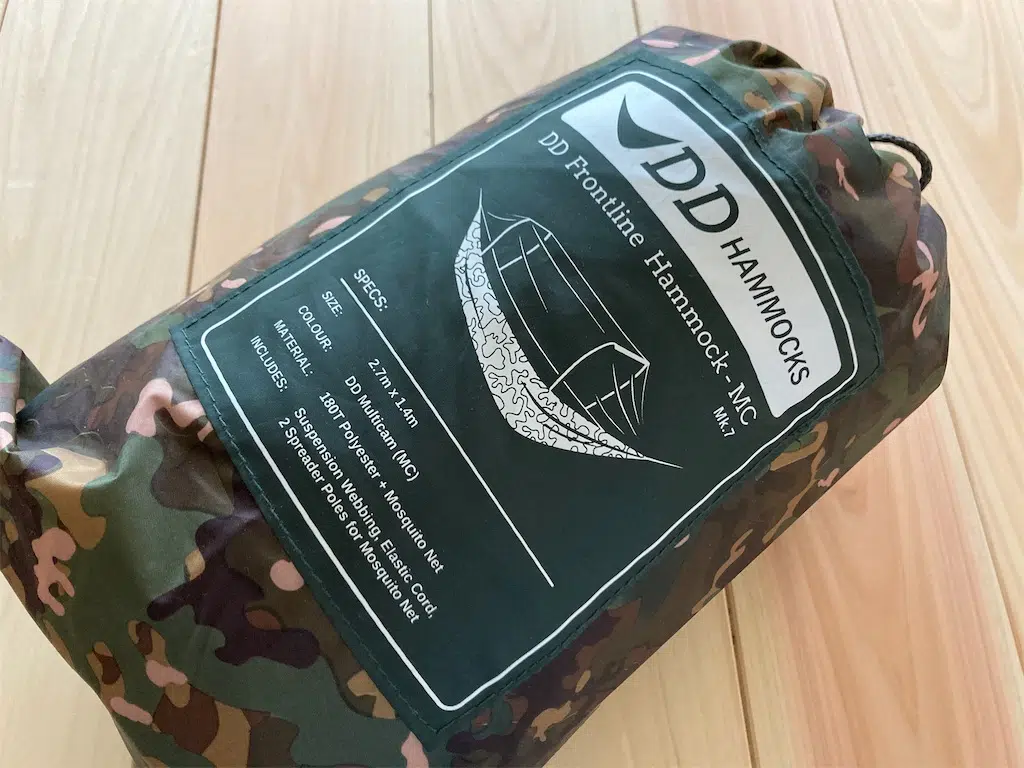 DD HAMMOCKS
DD Frontline Hammock - MC
Mk.7
SPECS:
SIZE: 2.7m x 1.4m
COLOUR: DD Multicam (MC)
MATERIAL: 180T Polyester + Mosquito Net
INCLUDES: Suspension Webbing, Elastic Cord,
2 Spreader Poles for Mosquito Net